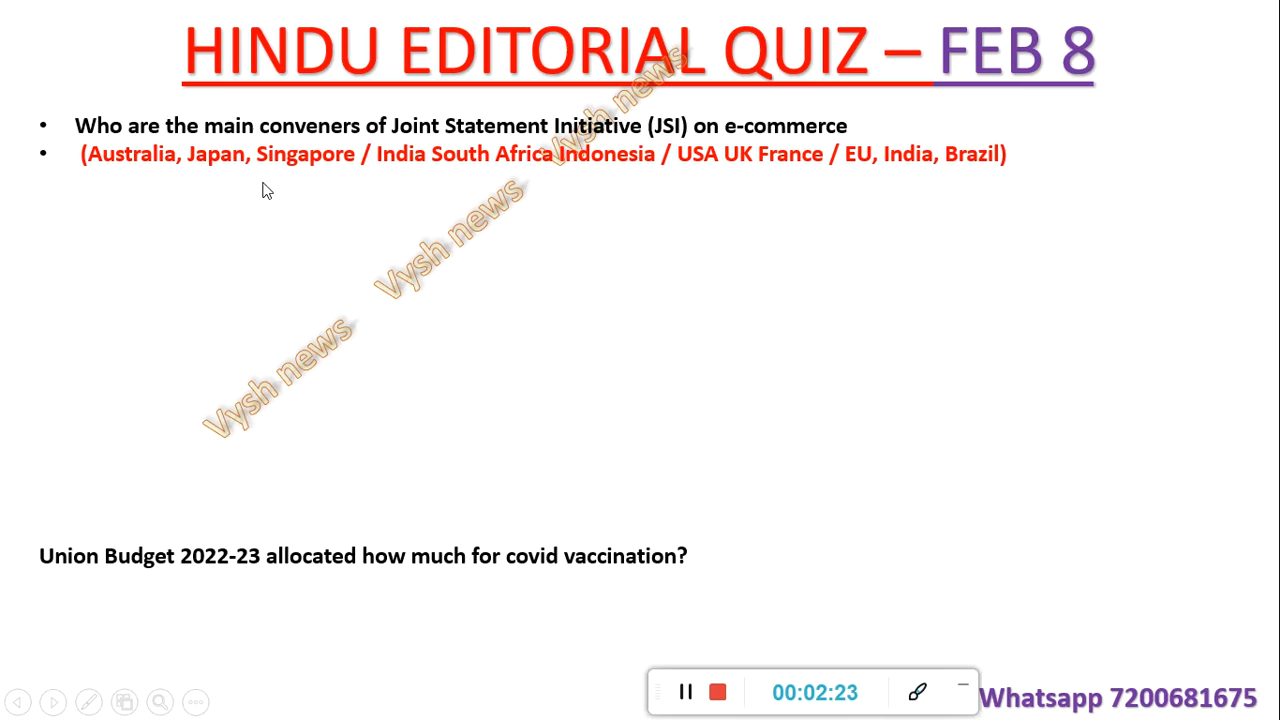 HINDU EDITORIAL QUIZ – FEB 8
• Who are the main conveners of Joint Statement Initiative (JSI) on e-commerce
• (Australia, Japan, Singapore / India South Africa Indonesia / USA UK France / EU, India, Brazil)
Vysh news
Vysh news
Vysh news
Union Budget 2022-23 allocated how much for covid vaccination?
00:02:23
Whatsapp 7200681675